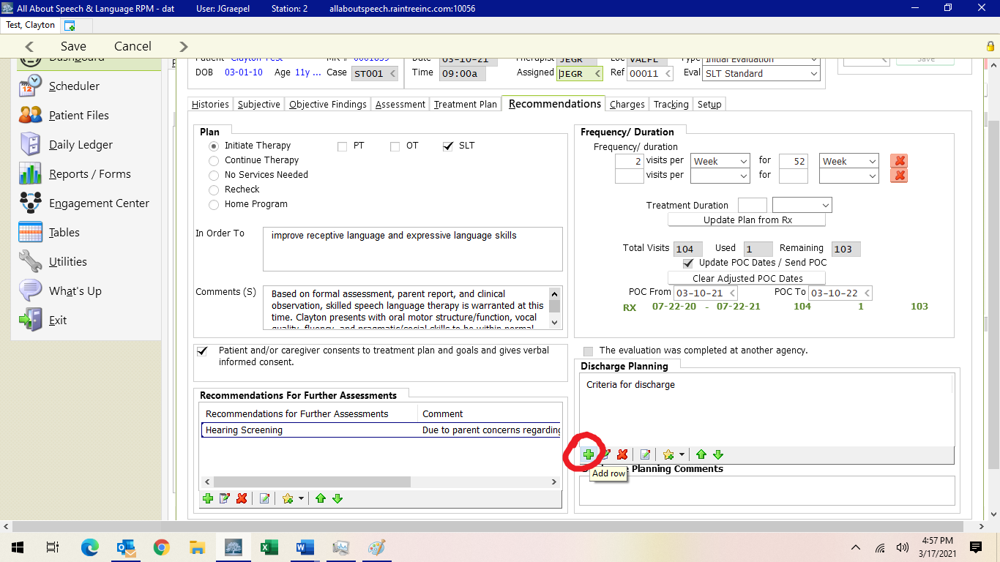 All About Speech & Language RPM - dat User: JGraepel Station: 2 allaboutspeech.raintreeinc.com:10056
Test, Clayton
Save Cancel
Dashboard
Scheduler
Patient Files
Daily Ledger
Reports / Forms
Engagement Center
Tables
Utilities
What's Up
Exit
Patient Clayton Test MR # 0001639 Date 03-10-21 Therapist JEGR Loc VALFL Type Initial Evaluation
Save
DOB 03-01-10 Age 11y ... Case ST001 Time 09:00a Assigned JEGR Ref 00011 Eval SLT Standard
Histories Subjective Objective Findings Assessment Treatment Plan Recommendations Charges Tracking Setup
Plan
Initiate Therapy PT OT SLT
Continue Therapy
No Services Needed
Recheck
Home Program
In Order To improve receptive language and expressive language skills
Comments (S) Based on formal assessment, parent report, and clinical
observation, skilled speech language therapy is warranted at this
time. Clayton presents with oral motor structure/function, vocal
quality, fluency, and pragmatic/social skills to be within normal
Patient and/or caregiver consents to treatment plan and goals and gives verbal
informed consent.
Recommendations For Further Assessments
Recommendations for Further Assessments Comment
Hearing Screening Due to parent concerns regarding
Frequency/ Duration
Frequency/ duration
2 visits per Week for 52 Week
visits per for
Treatment Duration
Update Plan from Rx
Total Visits 104 Used 1 Remaining 103
Update POC Dates / Send POC
Clear Adjusted POC Dates
POC From 03-10-21 POC To 03-10-22
RX 07-22-20 - 07-22-21 104 1 103
The evaluation was completed at another agency.
Discharge Planning
Criteria for discharge
Add row
Planning Comments
4:57 PM
3/17/2021